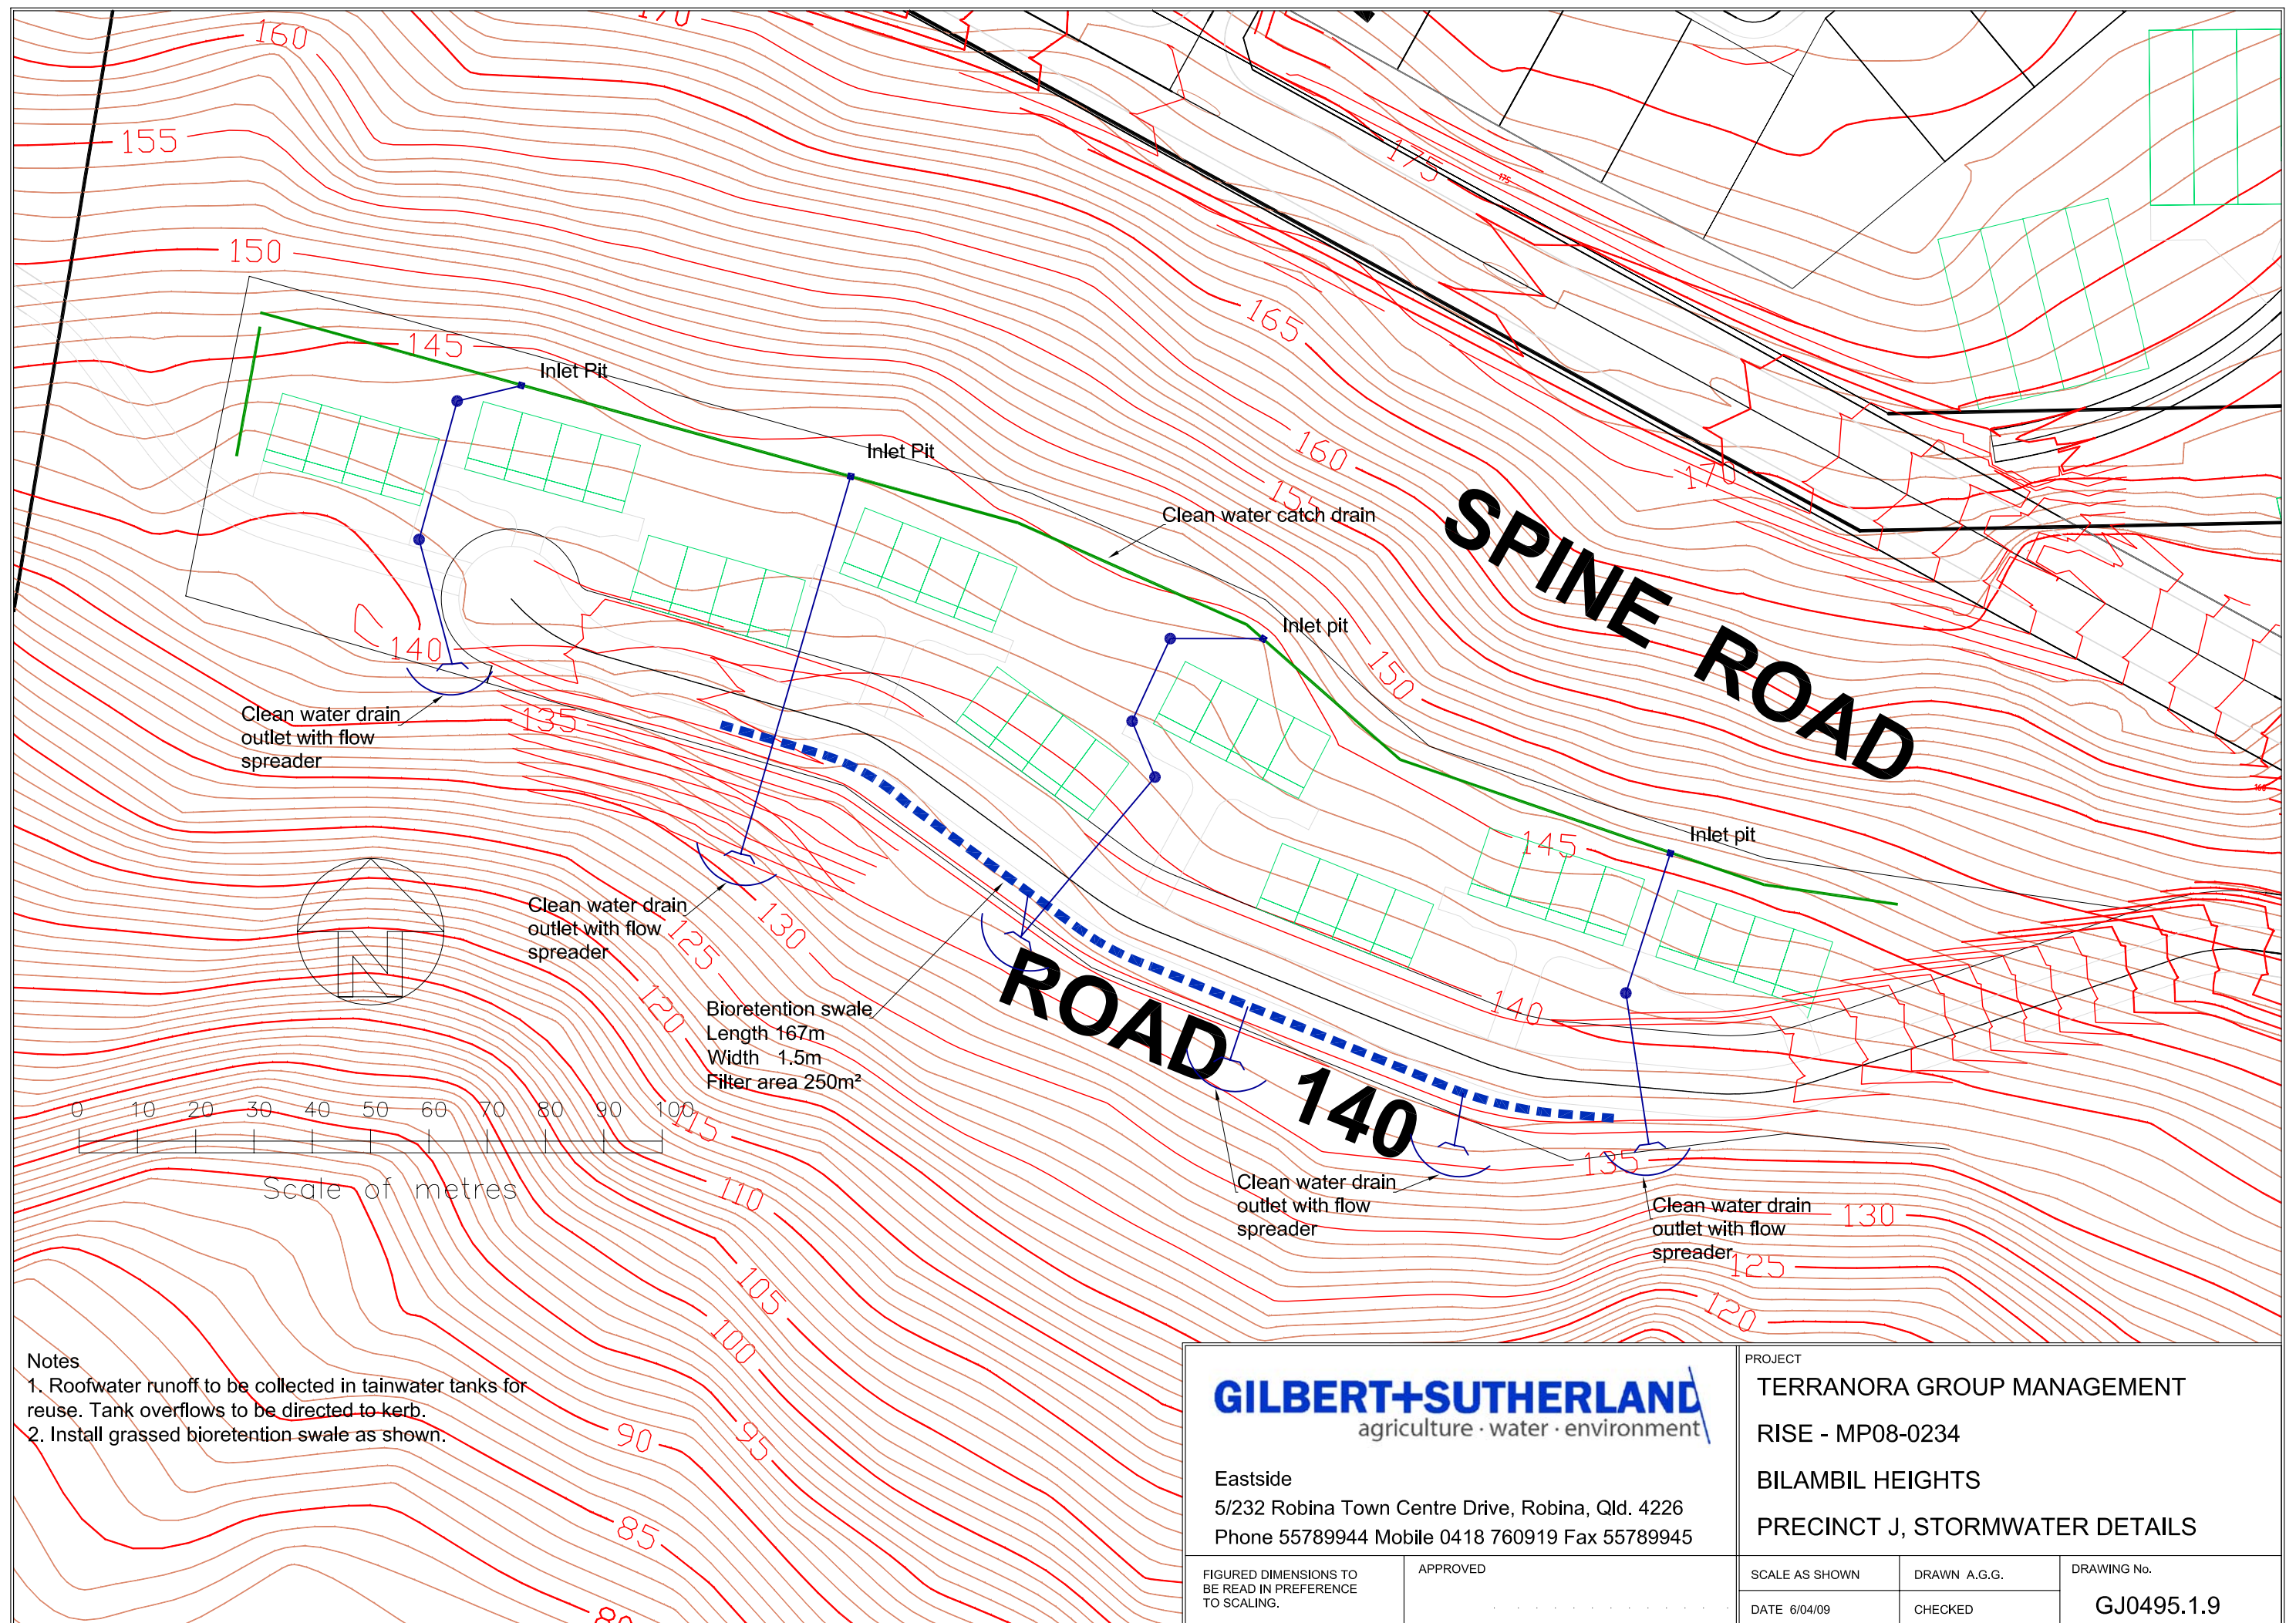 160
170
155
150
175
175
165
145
Inlet Pit
Inlet Pit
160
155
170
Clean water catch drain
SPINE ROAD
Inlet pit
140
150
Clean water drain
outlet with flow
spreader
135
160
145
Inlet pit
Clean water drain
outlet with flow
spreader
130
125
120
Bioretention swale
Length 167m
Width 1.5m
Filter area 250m²
ROAD 140
140
0 10 20 30 40 50 60 70 80 90 100
Scale of metres
115
110
135
Clean water drain
outlet with flow
spreader
Clean water drain
outlet with flow
spreader
130
125
120
105
100
95
90
85
80
N
Notes
1. Roofwater runoff to be collected in tainwater tanks for
reuse. Tank overflows to be directed to kerb.
2. Install grassed bioretention swale as shown.
GILBERT+SUTHERLAND
agriculture · water · environment
Eastside
5/232 Robina Town Centre Drive, Robina, Qld. 4226
Phone 55789944 Mobile 0418 760919 Fax 55789945
FIGURED DIMENSIONS TO
BE READ IN PREFERENCE
TO SCALING.
APPROVED
PROJECT
TERRANORA GROUP MANAGEMENT
RISE - MP08-0234
BILAMBIL HEIGHTS
PRECINCT J, STORMWATER DETAILS
SCALE AS SHOWN
DRAWN A.G.G.
DRAWING No.
DATE 6/04/09
CHECKED
GJ0495.1.9